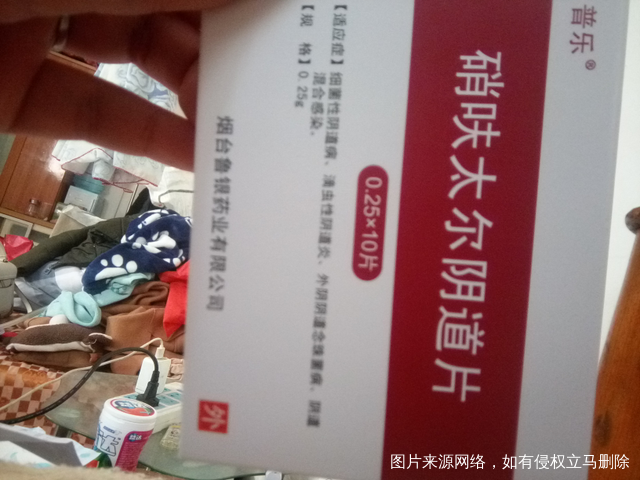 普乐®
硝呋太尔阴道片
0.25×10片
【适应症】细菌性阴道病、滴虫性阴道炎、外阴阴道念珠菌病、阴道
混合感染。
【规 格】0.25g
烟台鲁银药业有限公司
外
图片来源网络，如有侵权立马删除